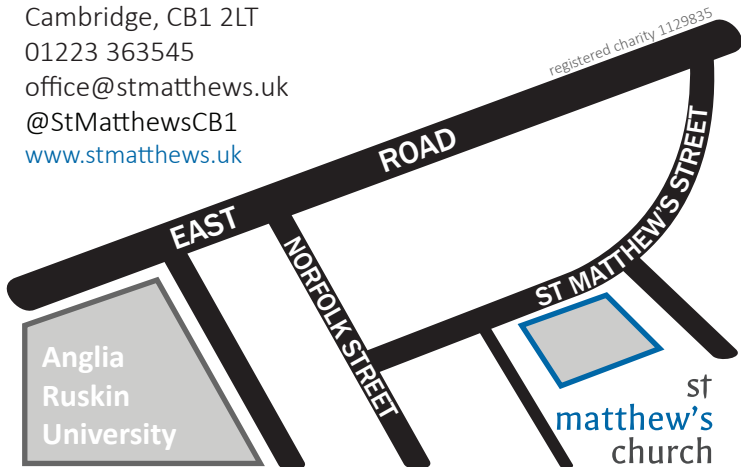 Cambridge, CB1 2LT
01223 363545
office@stmatthews.uk
@StMatthewsCB1
www.stmatthews.uk
registered charity 1129835
EAST ROAD
NORFOLK STREET
ST MATTHEW'S STREET
Anglia
Ruskin
University
st
matthew's
church